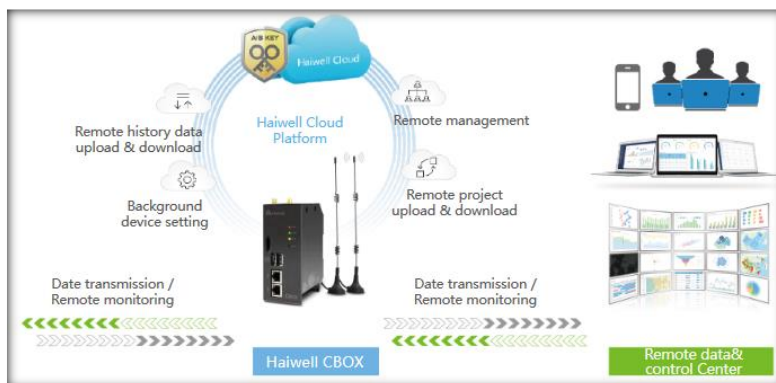 A/B KEY
Haiwell Cloud
Remote history data
upload & download
Haiwell Cloud
Platform
Remote management
Background
device setting
Remote project
upload & download
Date transmission /
Remote monitoring
Date transmission /
Remote monitoring
Haiwell CBOX
Remote data&
control Center